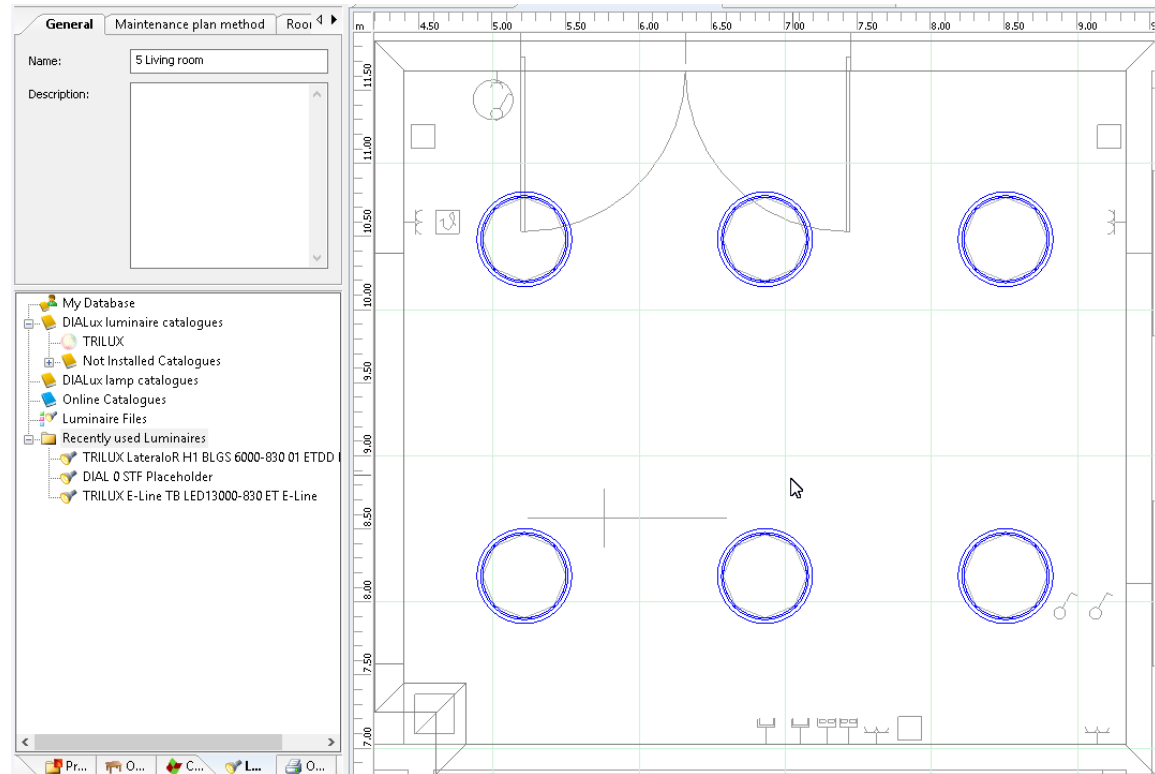 General
Maintenance plan method
Name:
5 Living room
Description:
My Database
DIALux luminaire catalogues
TRILUX
Not Installed Catalogues
DIALux lamp catalogues
Online Catalogues
Luminaire Files
Recently used Luminaires
TRILUX LateraloR H1 BLGS 6000-830 01 ETDD
DIAL 0 STF Placeholder
TRILUX E-Line TB LED13000-830 ET E-Line
Pr... O... C... L... O...
m 4.50 5.00 5.50 6.00 6.50 7.00 7.50 8.00 8.50 9.00
11.50
11.00
10.50
10.00
9.50
9.00
8.50
8.00
7.50
7.00